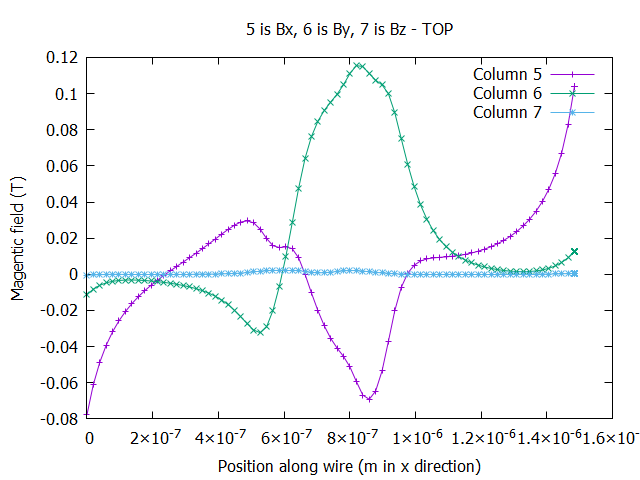 5 is Bx, 6 is By, 7 is Bz - TOP
Column 5
Column 6
Column 7
0.12
0.1
0.08
0.06
0.04
0.02
0
-0.02
-0.04
-0.06
-0.08
Magentic field (T)
0 2×10⁻⁷ 4×10⁻⁷ 6×10⁻⁷ 8×10⁻⁷ 1×10⁻⁶ 1.2×10⁻⁶ 1.4×10⁻⁶ 1.6×10⁻
Position along wire (m in x direction)